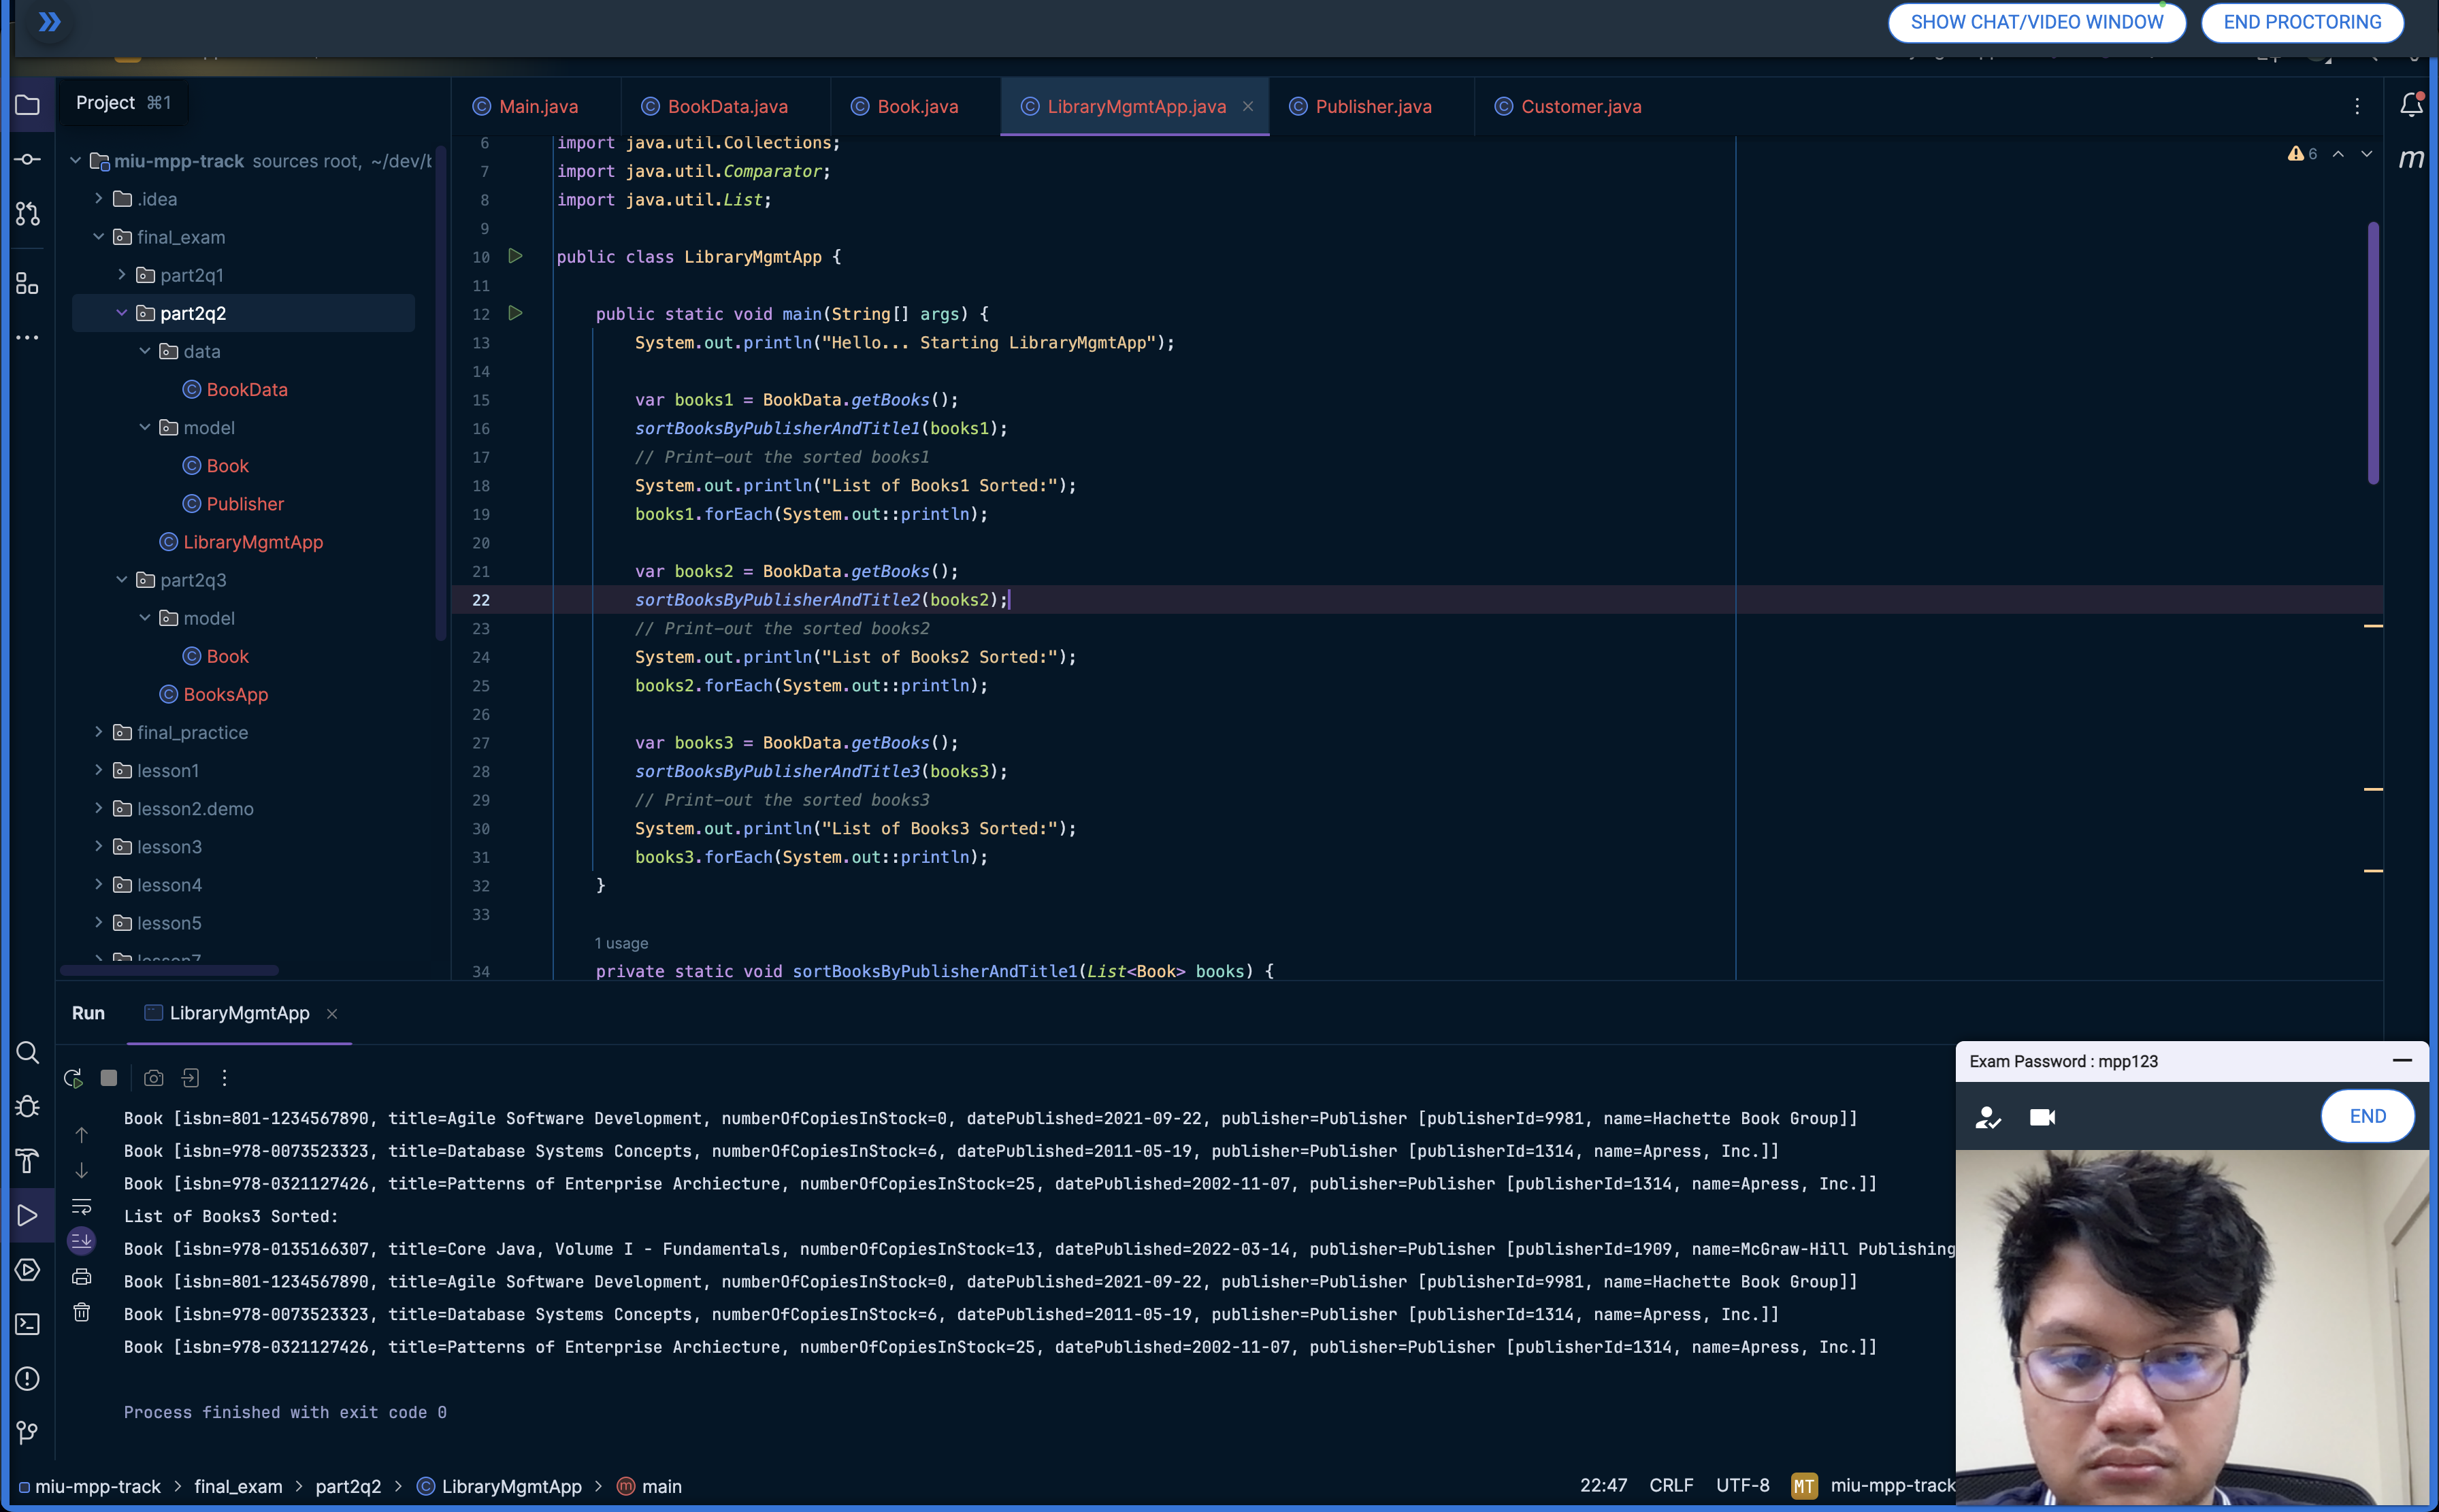 SHOW CHAT/VIDEO WINDOW
END PROCTORING
Project ⌘1
Main.java
BookData.java
Book.java
LibraryMgmtApp.java
Publisher.java
Customer.java
miu-mpp-track sources root, ~/dev/
.idea
final_exam
part2q1
part2q2
data
BookData
model
Book
Publisher
LibraryMgmtApp
part2q3
model
Book
BooksApp
final_practice
lesson1
lesson2.demo
lesson3
lesson4
lesson5
lesson7
6 import java.util.Collections;
7 import java.util.Comparator;
8 import java.util.List;
9
10 public class LibraryMgmtApp {
11
12 public static void main(String[] args) {
13 System.out.println("Hello... Starting LibraryMgmtApp");
14
15 var books1 = BookData.getBooks();
16 sortBooksByPublisherAndTitle1(books1);
17 // Print-out the sorted books1
18 System.out.println("List of Books1 Sorted:");
19 books1.forEach(System.out::println);
20
21 var books2 = BookData.getBooks();
22 sortBooksByPublisherAndTitle2(books2);
23 // Print-out the sorted books2
24 System.out.println("List of Books2 Sorted:");
25 books2.forEach(System.out::println);
26
27 var books3 = BookData.getBooks();
28 sortBooksByPublisherAndTitle3(books3);
29 // Print-out the sorted books3
30 System.out.println("List of Books3 Sorted:");
31 books3.forEach(System.out::println);
32 }
33
1 usage
34 private static void sortBooksByPublisherAndTitle1(List<Book> books) {
6
m
Run
LibraryMgmtApp
Book [isbn=801-1234567890, title=Agile Software Development, numberOfCopiesInStock=0, datePublished=2021-09-22, publisher=Publisher [publisherId=9981, name=Hachette Book Group]]
Book [isbn=978-0073523323, title=Database Systems Concepts, numberOfCopiesInStock=6, datePublished=2011-05-19, publisher=Publisher [publisherId=1314, name=Apress, Inc.]]
Book [isbn=978-0321127426, title=Patterns of Enterprise Archiecture, numberOfCopiesInStock=25, datePublished=2002-11-07, publisher=Publisher [publisherId=1314, name=Apress, Inc.]]
List of Books3 Sorted:
Book [isbn=978-0135166307, title=Core Java, Volume I - Fundamentals, numberOfCopiesInStock=13, datePublished=2022-03-14, publisher=Publisher [publisherId=1909, name=McGraw-Hill Publishing
Book [isbn=801-1234567890, title=Agile Software Development, numberOfCopiesInStock=0, datePublished=2021-09-22, publisher=Publisher [publisherId=9981, name=Hachette Book Group]]
Book [isbn=978-0073523323, title=Database Systems Concepts, numberOfCopiesInStock=6, datePublished=2011-05-19, publisher=Publisher [publisherId=1314, name=Apress, Inc.]]
Book [isbn=978-0321127426, title=Patterns of Enterprise Archiecture, numberOfCopiesInStock=25, datePublished=2002-11-07, publisher=Publisher [publisherId=1314, name=Apress, Inc.]]
Process finished with exit code 0
Exam Password : mpp123
END
miu-mpp-track > final_exam > part2q2 > LibraryMgmtApp > main
22:47 CRLF UTF-8 MT miu-mpp-track